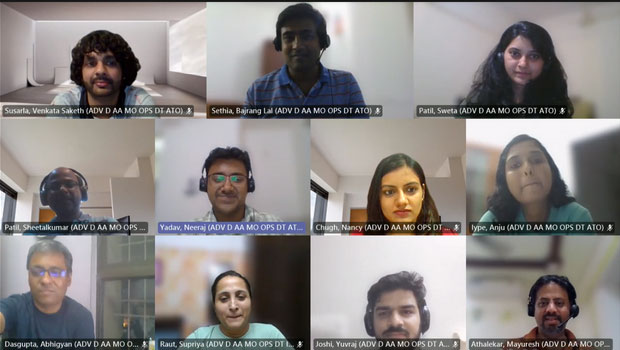 Susarla, Venkata Saketh (ADV D AA MO OPS DT ATO)
Sethia, Bajrang Lal (ADV D AA MO OPS DT ATO)
Patil, Sweta (ADV D AA MO OPS DT ATO)
Patil, Sheetalkumar (ADV D AA MO OPS ...
Yadav, Neeraj (ADV D AA MO OPS DT AT...
Chugh, Nancy (ADV D AA MO OPS DT ...
Iype, Anju (ADV D AA MO OPS DT ATO)
Dasgupta, Abhigyan (ADV D AA MO O...
Raut, Supriya (ADV D AA MO OPS DT I...
Joshi, Yuvraj (ADV D AA MO OPS DT A...
Athalekar, Mayuresh (ADV D AA MO OP...